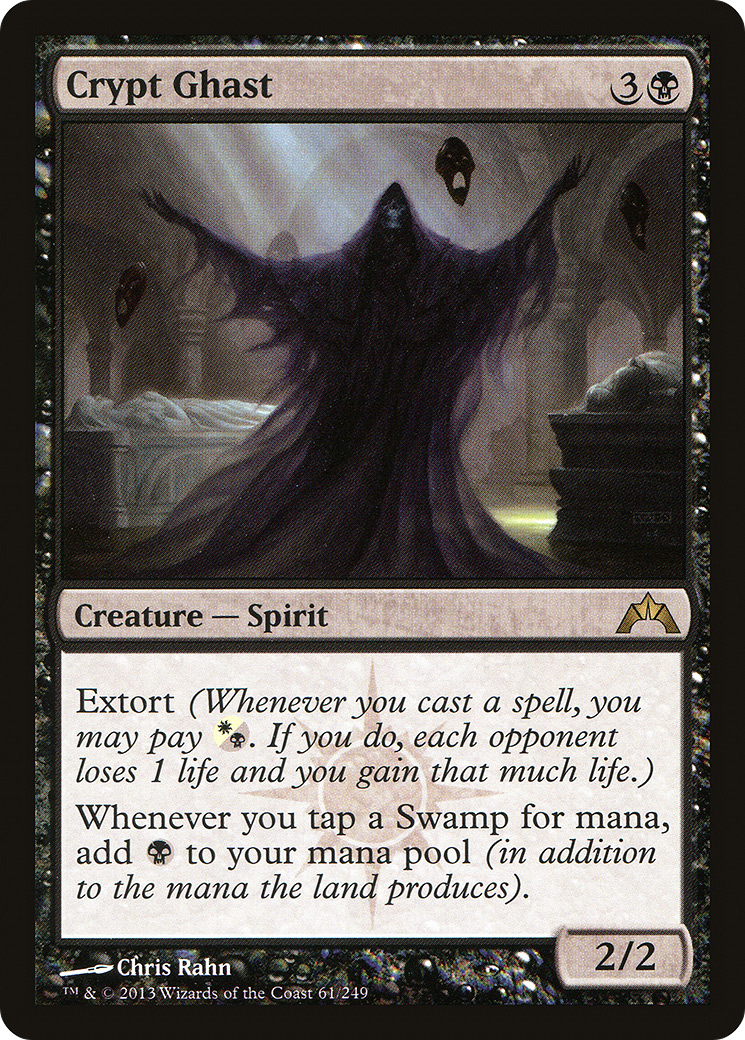 Crypt Ghast 3
Creature — Spirit
Extort (Whenever you cast a spell, you
may pay . If you do, each opponent
loses 1 life and you gain that much life.)
Whenever you tap a Swamp for mana,
add to your mana pool (in addition
to the mana the land produces).
2/2
Chris Rahn
™ & © 2013 Wizards of the Coast 61/249